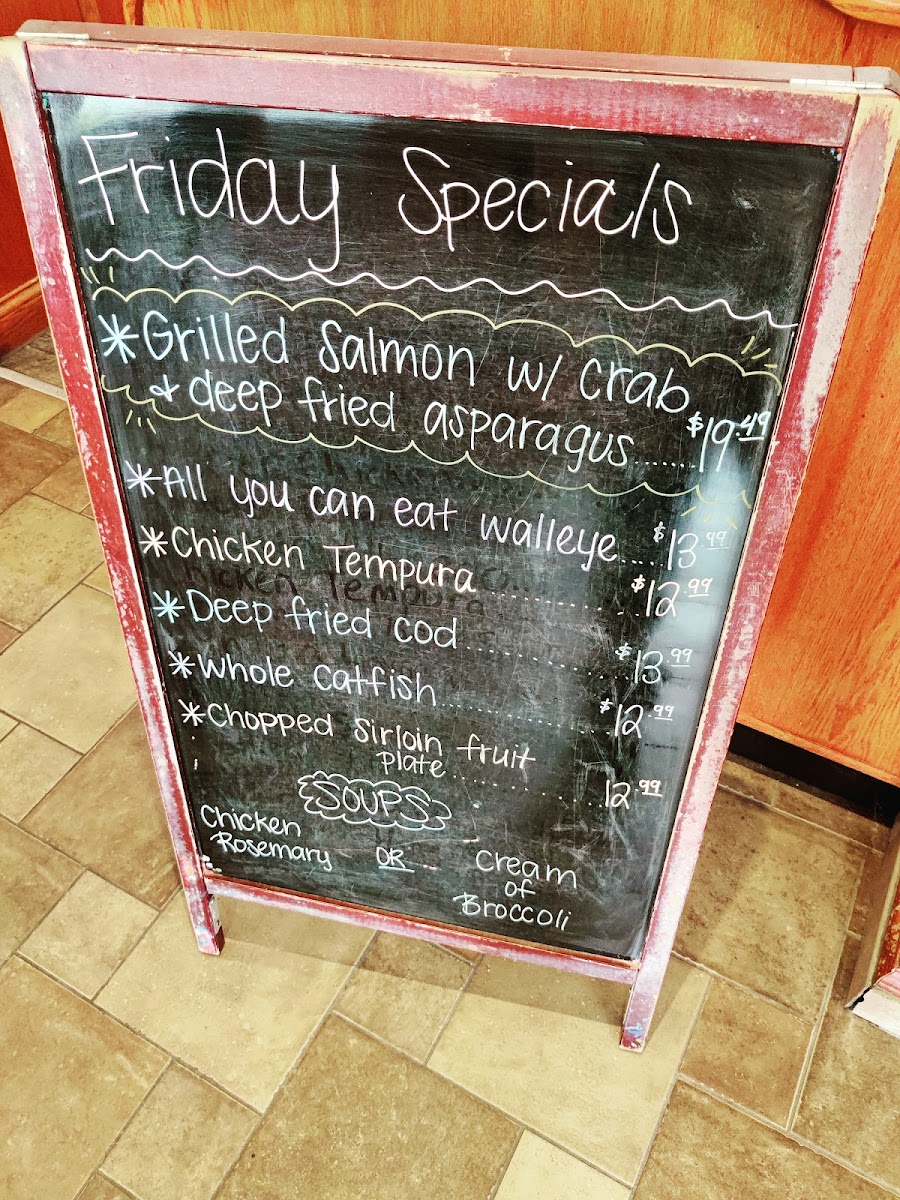 Friday Specials
*Grilled Salmon w/ crab
& deep fried asparagus......$19.49
*All you can eat walleye...$13.99
*Chicken Tempura..............$12.99
*Deep fried cod..............$13.99
*Whole catfish..............$12.99
*Chopped Sirloin fruit
Plate..............12.99
SOUPS
Chicken Rosemary OR... Cream of Broccoli